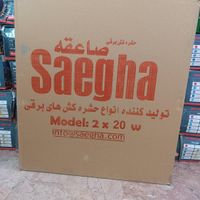 حشره کش برقی
صاعقه
Saegha
تولید کننده انواع حشره کش های برقی
Model: 2 x 20 w
info@saegha.com